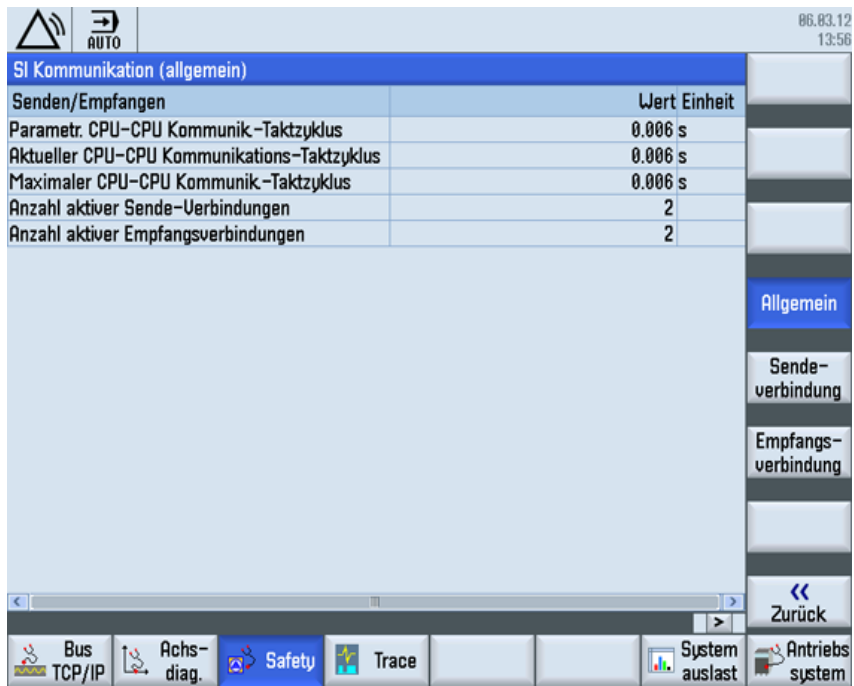 AUTO
06.03.12
13:56
SI Kommunikation (allgemein)
Senden/Empfangen Wert Einheit
Parametr. CPU-CPU Kommunik.-Taktzyklus 0.006 s
Aktueller CPU-CPU Kommunikations-Taktzyklus 0.006 s
Maximaler CPU-CPU Kommunik.-Taktzyklus 0.006 s
Anzahl aktiver Sende-Verbindungen 2
Anzahl aktiver Empfangsverbindungen 2
Allgemein
Sende-
verbindung
Empfangs-
verbindung
«
Zurück
< >
>
Bus
TCP/IP
Achs-
diag.
Safety
Trace
System
auslast
Antriebs
system